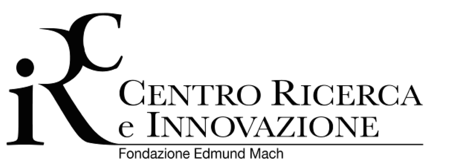 iRC
CENTRO RICERCA
e INNOVAZIONE
Fondazione Edmund Mach